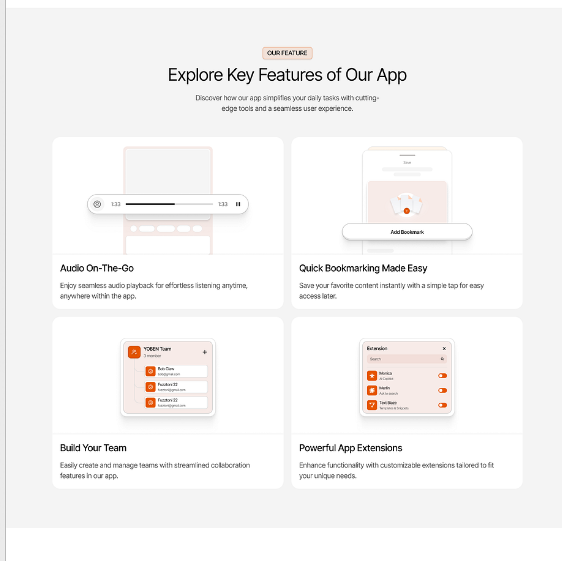 OUR FEATURE
Explore Key Features of Our App
Discover how our app simplifies your daily tasks with cutting-
edge tools and a seamless user experience.
1:33
1:33
Add Bookmark
Audio On-The-Go
Enjoy seamless audio playback for effortless listening anytime,
anywhere within the app.
Quick Bookmarking Made Easy
Save your favorite content instantly with a simple tap for easy
access later.
YOBEN Team
3 member
Fuzzion 22
Fuzzion 22
Extension
Search
Monica
Build Your Team
Easily create and manage teams with streamlined collaboration
features in our app.
Powerful App Extensions
Enhance functionality with customizable extensions tailored to fit
your unique needs.